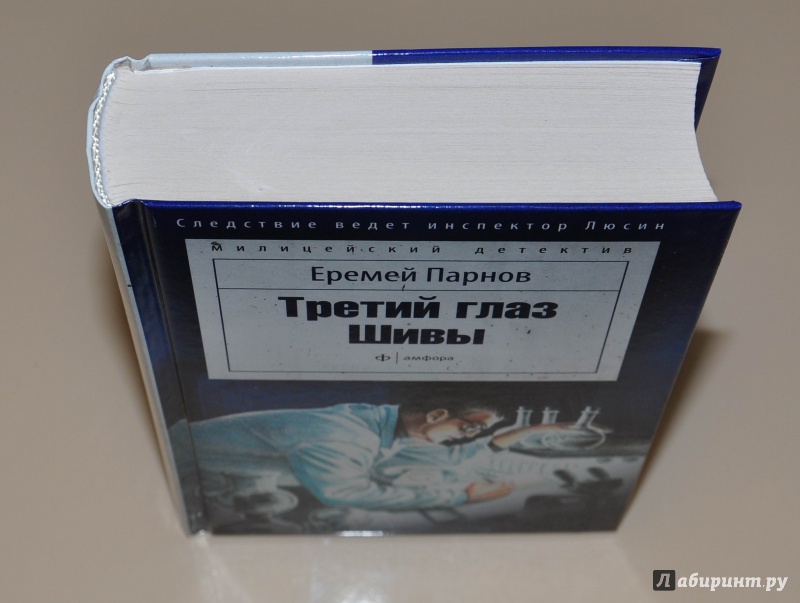 Следствие ведет инспектор Люсин
милицейский детектив
Еремей Парнов
Третий глаз
Шивы
ф | амфора
Лабиринт.ру